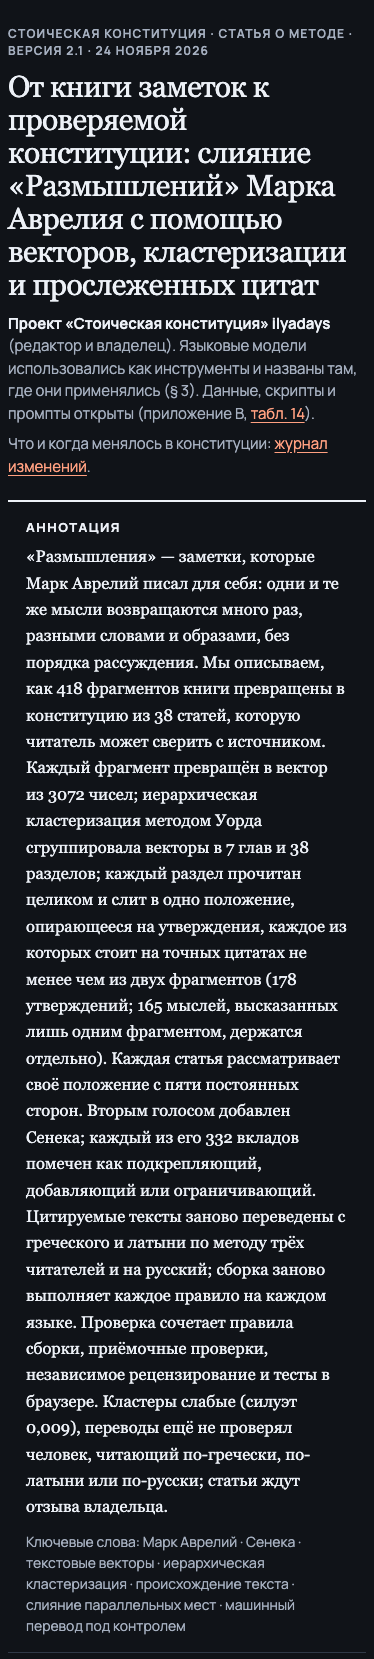 СТОИЧЕСКАЯ КОНСТИТУЦИЯ · СТАТЬЯ О МЕТОДЕ ·
ВЕРСИЯ 2.1 · 24 НОЯБРЯ 2026
От книги заметок к
проверяемой
конституции: слияние
«Размышлений» Марка
Аврелия с помощью
векторов, кластеризации
и прослеженных цитат
Проект «Стоическая конституция» ilyadays
(редактор и владелец). Языковые модели
использовались как инструменты и названы там,
где они применялись (§ 3). Данные, скрипты и
промпты открыты (приложение B, табл. 14).
Что и когда менялось в конституции: журнал
изменений.
АННОТАЦИЯ
«Размышления» — заметки, которые
Марк Аврелий писал для себя: одни и те
же мысли возвращаются много раз,
разными словами и образами, без
порядка рассуждения. Мы описываем,
как 418 фрагментов книги превращены в
конституцию из 38 статей, которую
читатель может сверить с источником.
Каждый фрагмент превращён в вектор
из 3072 чисел; иерархическая
кластеризация методом Уорда
сгруппировала векторы в 7 глав и 38
разделов; каждый раздел прочитан
целиком и слит в одно положение,
опирающееся на утверждения, каждое из
которых стоит на точных цитатах не
менее чем из двух фрагментов (178
утверждений; 165 мыслей, высказанных
лишь одним фрагментом, держатся
отдельно). Каждая статья рассматривает
своё положение с пяти постоянных
сторон. Вторым голосом добавлен
Сенека; каждый из его 332 вкладов
помечен как подкрепляющий,
добавляющий или ограничивающий.
Цитируемые тексты заново переведены с
греческого и латыни по методу трёх
читателей и на русский; сборка заново
выполняет каждое правило на каждом
языке. Проверка сочетает правила
сборки, приёмочные проверки,
независимое рецензирование и тесты в
браузере. Кластеры слабые (силуэт
0,009), переводы ещё не проверял
человек, читающий по-гречески, по-
латыни или по-русски; статьи ждут
отзыва владельца.
Ключевые слова: Марк Аврелий · Сенека ·
текстовые векторы · иерархическая
кластеризация · происхождение текста ·
слияние параллельных мест · машинный
перевод под контролем